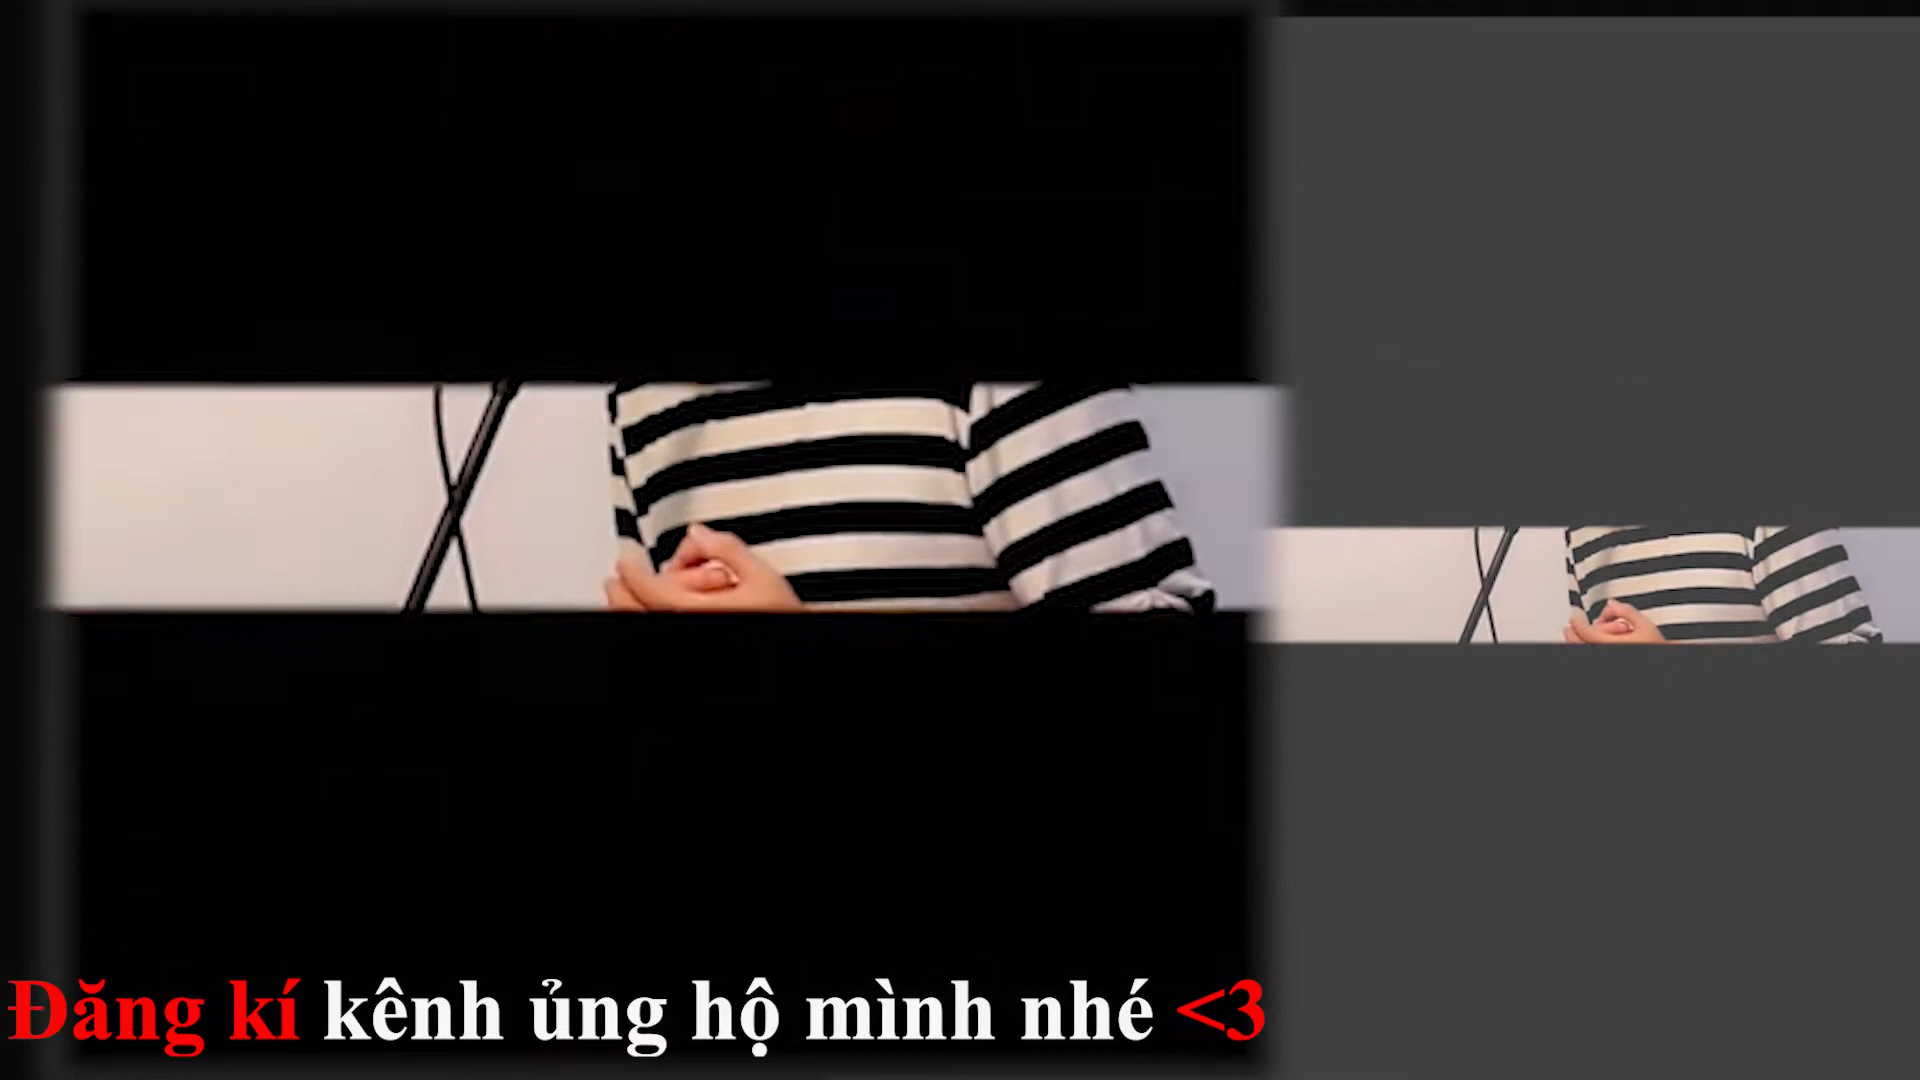 Đăng kí kênh ủng hộ mình nhé <3